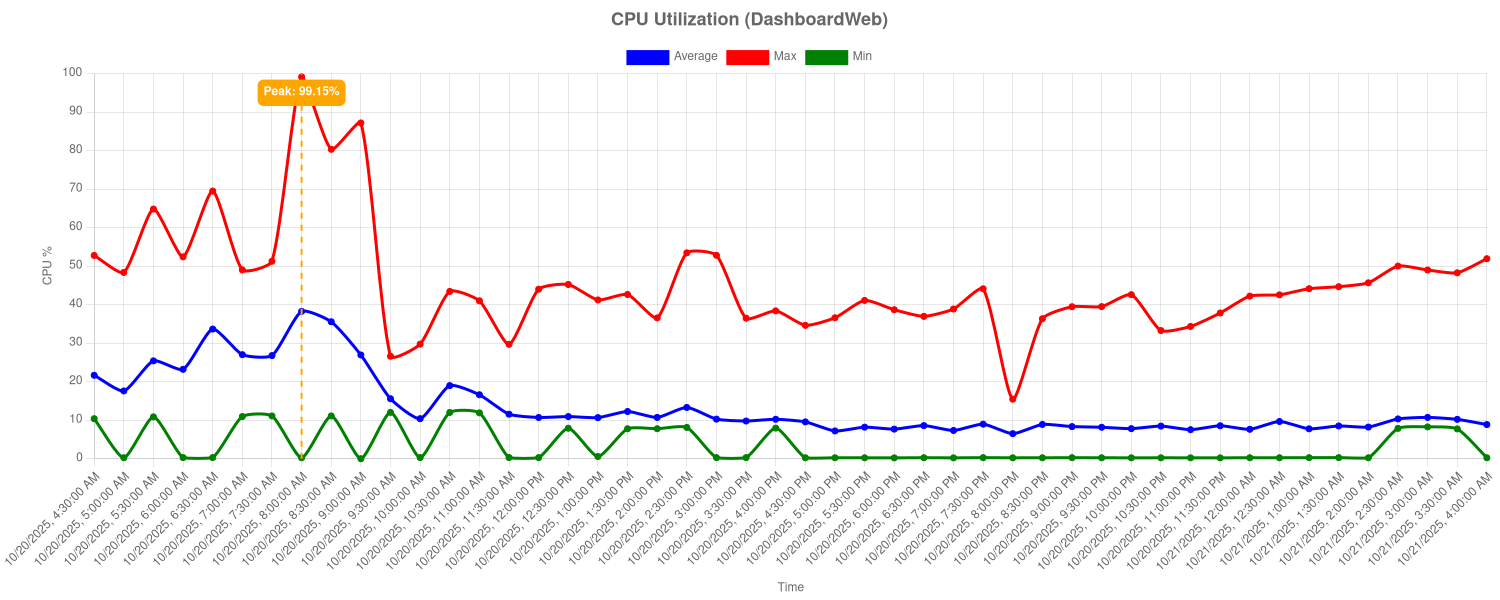 CPU Utilization (DashboardWeb)
Average Max Min
Peak: 99.15%
CPU %
100
90
80
70
60
50
40
30
20
10
0
10/20/2025, 4:30:00 AM
10/20/2025, 5:00:00 AM
10/20/2025, 5:30:00 AM
10/20/2025, 6:00:00 AM
10/20/2025, 6:30:00 AM
10/20/2025, 7:00:00 AM
10/20/2025, 7:30:00 AM
10/20/2025, 8:00:00 AM
10/20/2025, 8:30:00 AM
10/20/2025, 9:00:00 AM
10/20/2025, 9:30:00 AM
10/20/2025, 10:00:00 AM
10/20/2025, 10:30:00 AM
10/20/2025, 11:00:00 AM
10/20/2025, 11:30:00 AM
10/20/2025, 12:00:00 PM
10/20/2025, 12:30:00 PM
10/20/2025, 1:00:00 PM
10/20/2025, 1:30:00 PM
10/20/2025, 2:00:00 PM
10/20/2025, 2:30:00 PM
10/20/2025, 3:00:00 PM
10/20/2025, 3:30:00 PM
10/20/2025, 4:00:00 PM
10/20/2025, 4:30:00 PM
10/20/2025, 5:00:00 PM
10/20/2025, 5:30:00 PM
10/20/2025, 6:00:00 PM
10/20/2025, 6:30:00 PM
10/20/2025, 7:00:00 PM
10/20/2025, 7:30:00 PM
10/20/2025, 8:00:00 PM
10/20/2025, 8:30:00 PM
10/20/2025, 9:00:00 PM
10/20/2025, 9:30:00 PM
10/20/2025, 10:00:00 PM
10/20/2025, 10:30:00 PM
10/20/2025, 11:00:00 PM
10/20/2025, 11:30:00 PM
10/21/2025, 12:00:00 AM
10/21/2025, 12:30:00 AM
10/21/2025, 1:00:00 AM
10/21/2025, 1:30:00 AM
10/21/2025, 2:00:00 AM
10/21/2025, 2:30:00 AM
10/21/2025, 3:00:00 AM
10/21/2025, 3:30:00 AM
10/21/2025, 4:00:00 AM
Time